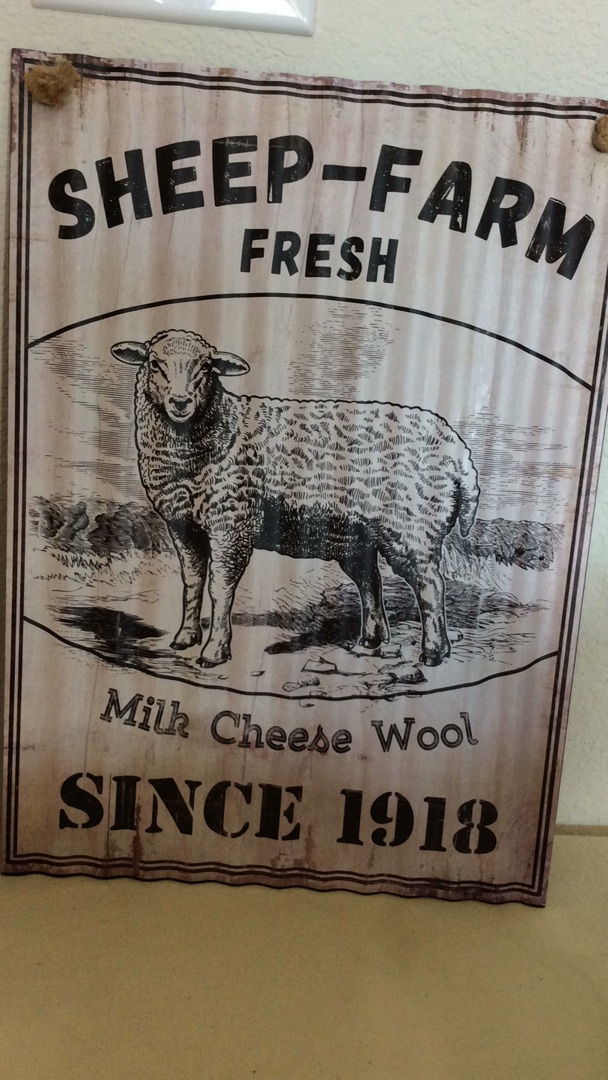 SHEEP-FARM
FRESH
Milk Cheese Wool
SINCE 1918